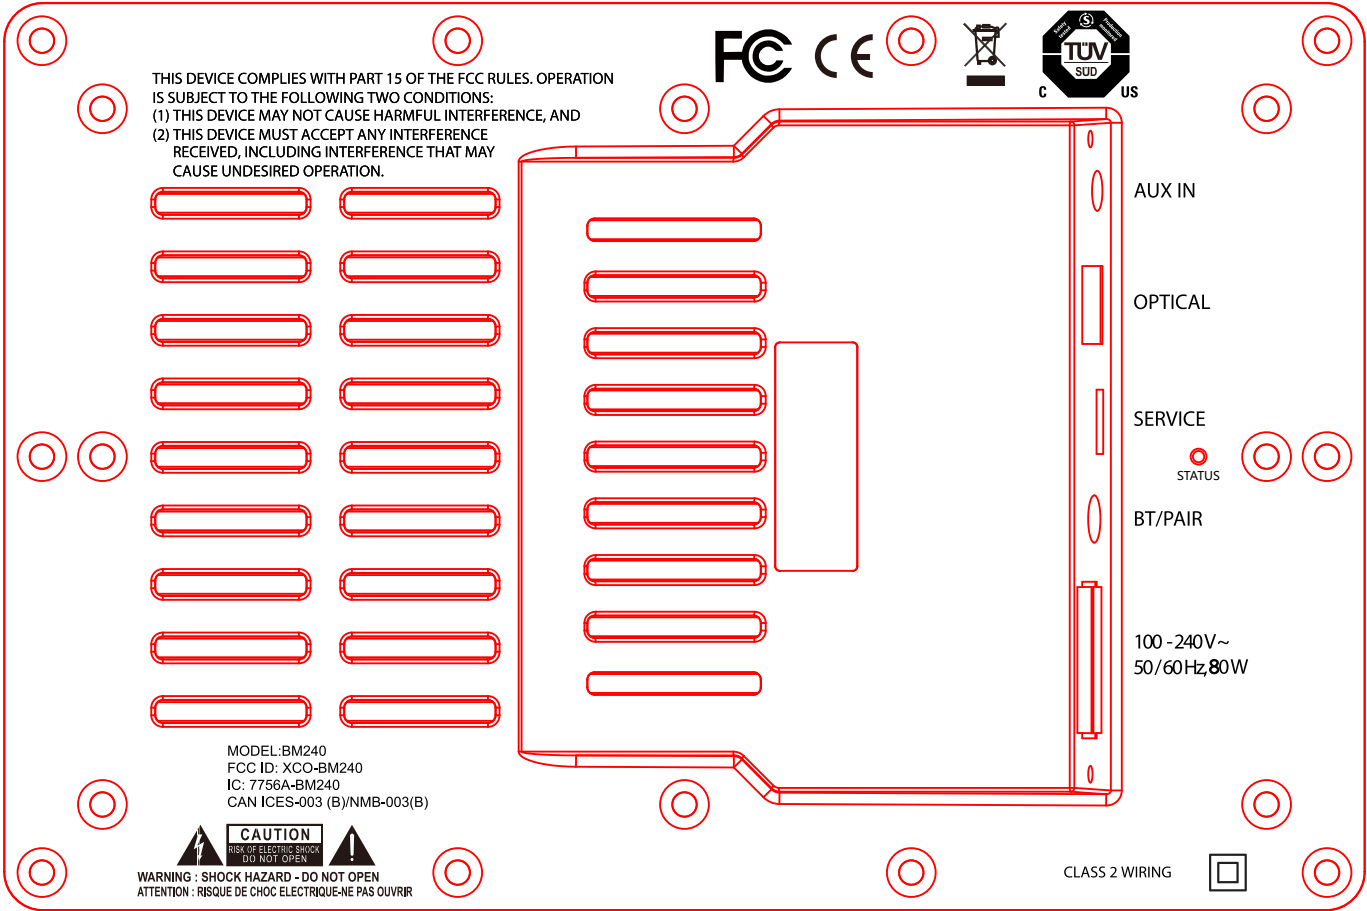 FC CE
Safety tested
S
Production monitored
TÜV
SÜD
C US
THIS DEVICE COMPLIES WITH PART 15 OF THE FCC RULES. OPERATION
IS SUBJECT TO THE FOLLOWING TWO CONDITIONS:
(1) THIS DEVICE MAY NOT CAUSE HARMFUL INTERFERENCE, AND
(2) THIS DEVICE MUST ACCEPT ANY INTERFERENCE
RECEIVED, INCLUDING INTERFERENCE THAT MAY
CAUSE UNDESIRED OPERATION.
AUX IN
OPTICAL
SERVICE
STATUS
BT/PAIR
100 -240V~
50/60Hz,80W
MODEL:BM240
FCC ID: XCO-BM240
IC: 7756A-BM240
CAN ICES-003 (B)/NMB-003(B)
CAUTION
RISK OF ELECTRIC SHOCK
DO NOT OPEN
WARNING : SHOCK HAZARD - DO NOT OPEN
ATTENTION : RISQUE DE CHOC ELECTRIQUE-NE PAS OUVRIR
CLASS 2 WIRING